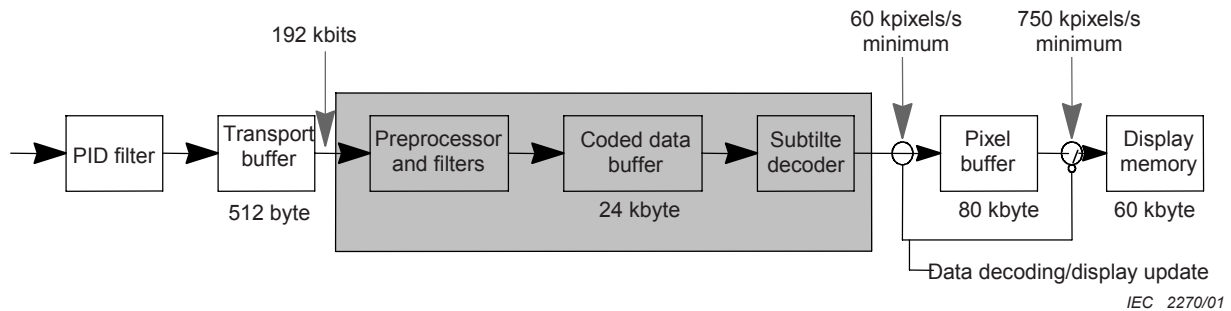 192 kbits
60 kpixels/s
minimum
750 kpixels/s
minimum
PID filter
Transport
buffer
Preprocessor
and filters
Coded data
buffer
Subtilte
decoder
Pixel
buffer
Display
memory
512 byte
24 kbyte
80 kbyte
60 kbyte
Data decoding/display update
IEC 2270/01